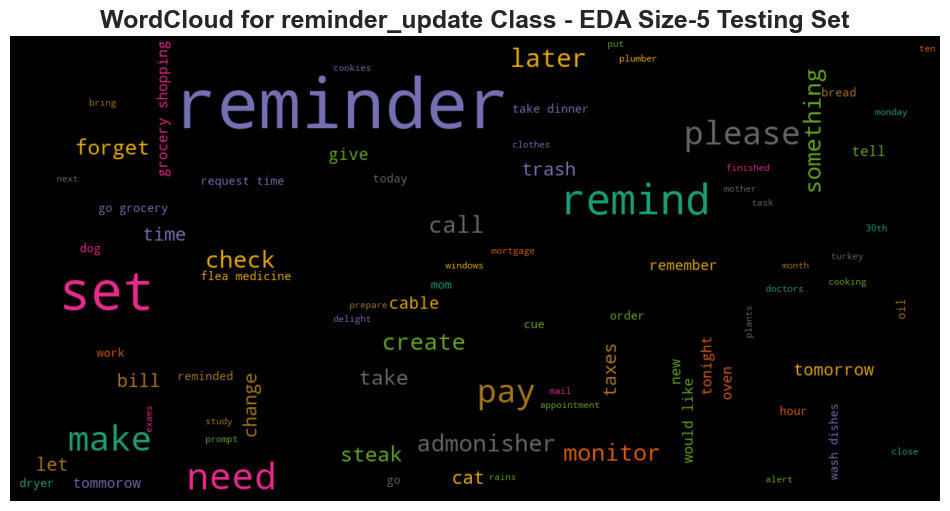 WordCloud for reminder_update Class - EDA Size-5 Testing Set
put
ten
later
plumber
cookies
grocery shopping
reminder
bread
bring
take dinner
monday
something
please
forget
clothes
give
tell
trash
finished
next
request time
today
mother
remind
task
go grocery
call
30th
time
dog
mortgage
turkey
check
windows
remember
month
flea medicine
cooking
mom
doctors
set
prepare
cable
oil
delight
cue
order
plants
create
work
taxes
tonight
new
tomorrow
bill
reminded
take
oven
change
pay
mail
would like
appointment
hour
exams
study
wash dishes
make
prompt
admonisher
steak
monitor
close
let
need
cat
rains
dryer
tommorow
go
alert